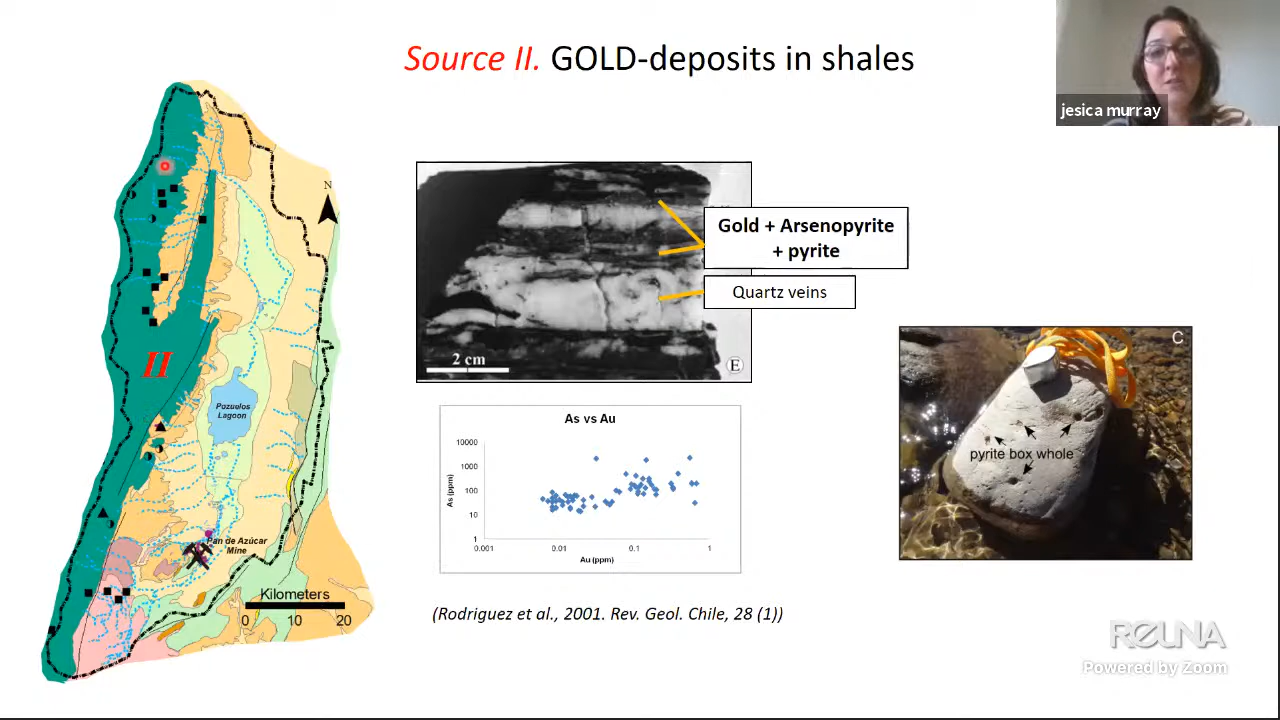 Source II. GOLD-deposits in shales
jesica murray
N
II
Pozuelos
Lagoon
Pan de Azúcar
Mine
Kilometers
0 10 20
Gold + Arsenopyrite
+ pyrite
Quartz veins
2 cm
E
As vs Au
As (ppm)
10000
1000
100
10
1
0.001 0.01 0.1 1
Au (ppm)
(Rodriguez et al., 2001. Rev. Geol. Chile, 28 (1))
C
pyrite box whole
REUNA
Powered by Zoom